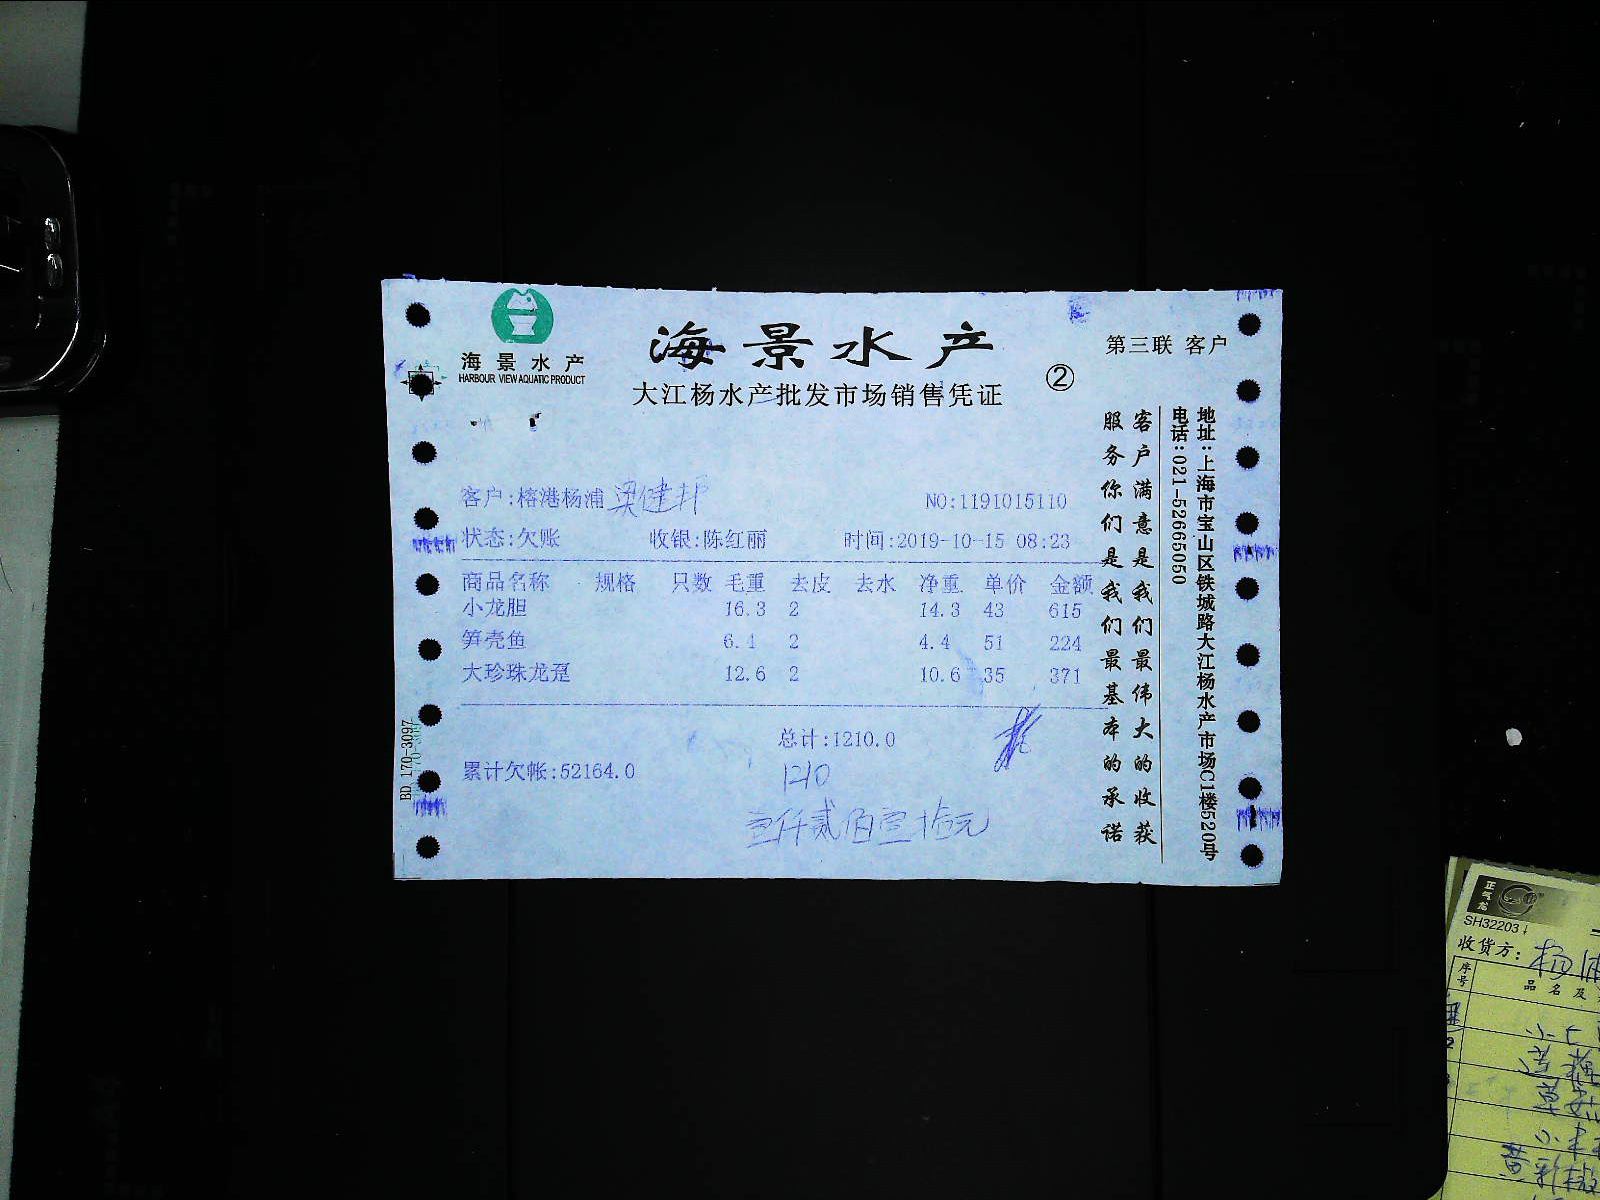 海景水产
HARBOUR VIEW AQUATIC PRODUCT
海景水产
大江杨水产批发市场销售凭证
②
第三联 客户
客户:榕港杨浦 梁健邦
NO:1191015110
状态:欠账 收银:陈红丽 时间:2019-10-15 08:23
商品名称 规格 只数 毛重 去皮 去水 净重 单价 金额
小龙胆 16.3 2 14.3 43 615
笋壳鱼 6.4 2 4.4 51 224
大珍珠龙趸 12.6 2 10.6 35 371
总计:1210.0
累计欠帐:52164.0
1210
壹仟贰佰壹拾元
客户满意是我们最伟大的收获
服务你们是我们最基本的承诺
地址:上海市宝山区铁城路大江杨水产市场C1楼520号
电话:021-52665050
BD 170-3097
正气龙
SH32203
收货方:杨浦
序号
品名及